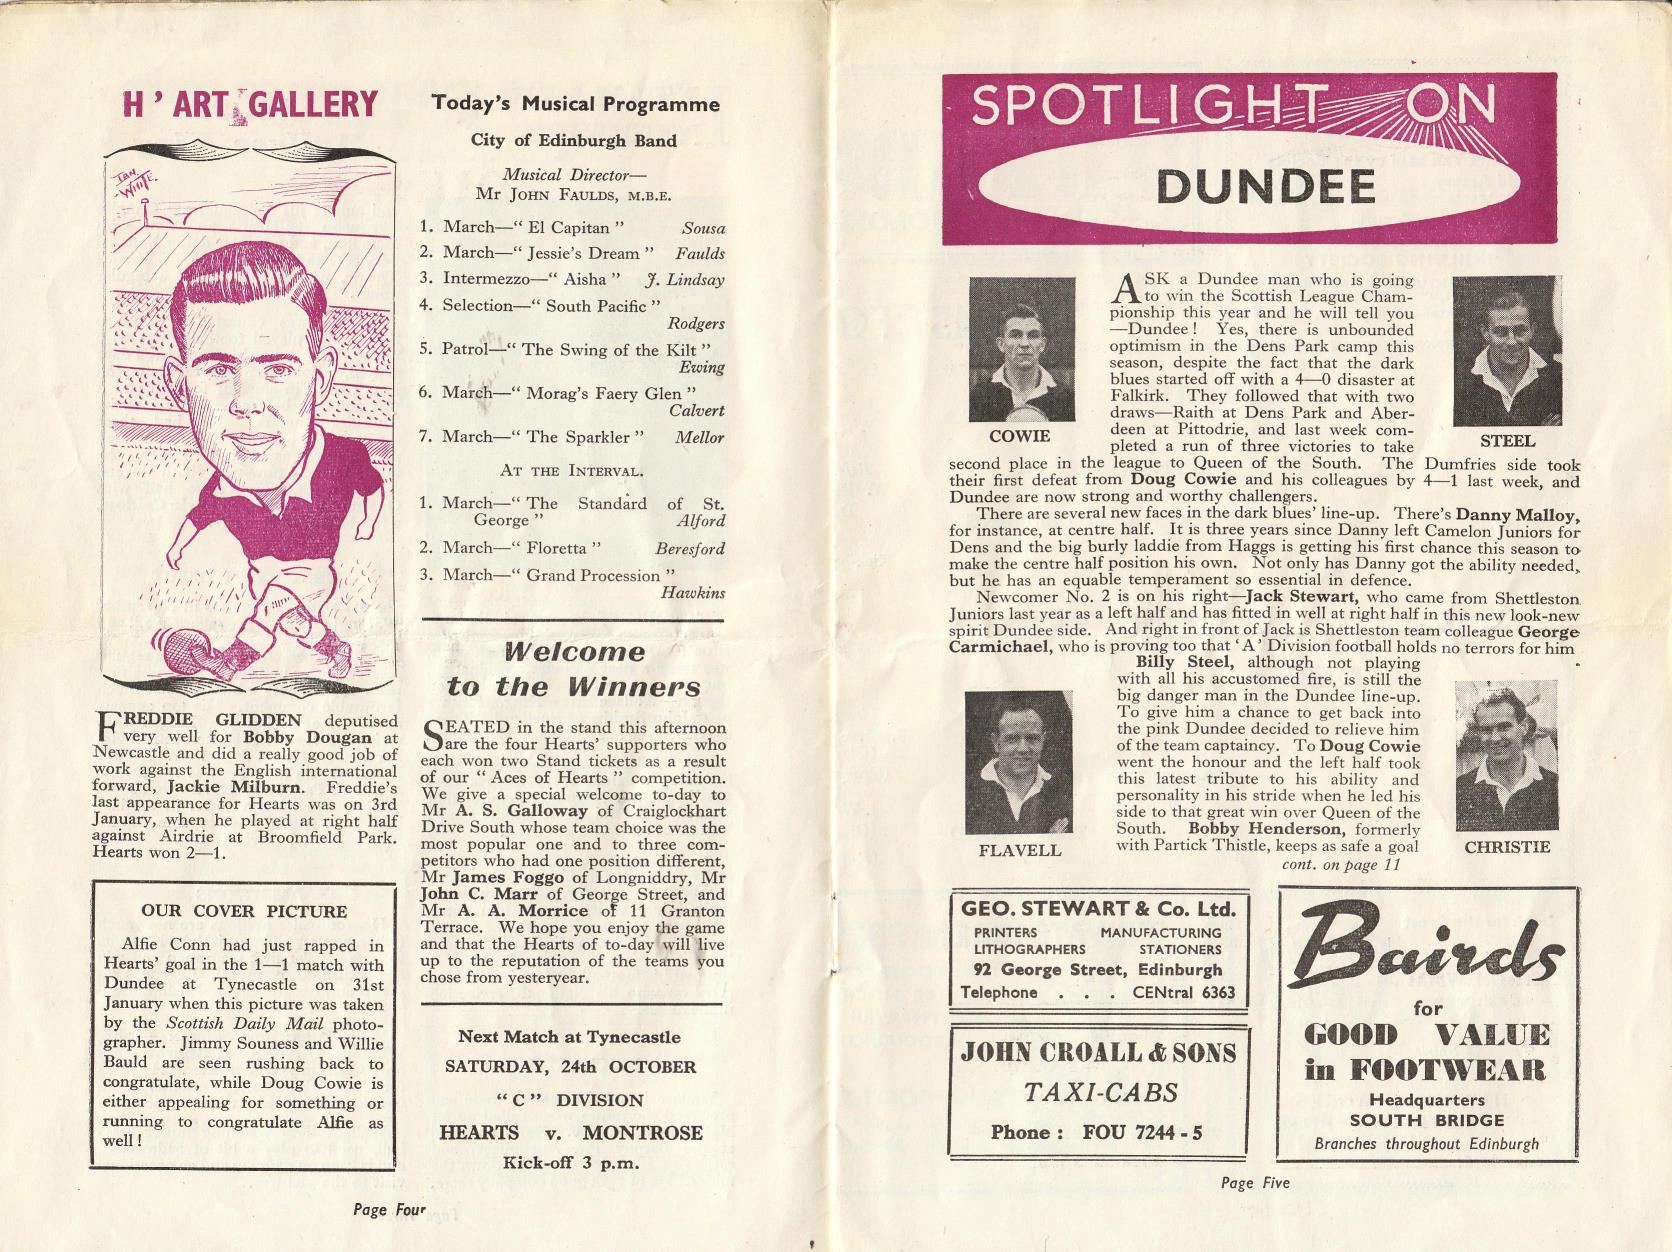 H' ART GALLERY
IAN
WHITE.
FREDDIE GLIDDEN deputised
very well for Bobby Dougan at
Newcastle and did a really good job of
work against the English international
forward, Jackie Milburn. Freddie's
last appearance for Hearts was on 3rd
January, when he played at right half
against Airdrie at Broomfield Park.
Hearts won 2—1.
OUR COVER PICTURE
Alfie Conn had just rapped in
Hearts' goal in the 1—1 match with
Dundee at Tynecastle on 31st
January when this picture was taken
by the Scottish Daily Mail photo-
grapher. Jimmy Souness and Willie
Bauld are seen rushing back to
congratulate, while Doug Cowie is
either appealing for something or
running to congratulate Alfie as
well!
Today's Musical Programme
City of Edinburgh Band
Musical Director—
Mr JOHN FAULDS, M.B.E.
1. March—“ El Capitan ” Sousa
2. March—“ Jessie's Dream ” Faulds
3. Intermezzo—“ Aisha ” J. Lindsay
4. Selection—“ South Pacific ”
Rodgers
5. Patrol—“ The Swing of the Kilt ”
Ewing
6. March—“ Morag's Faery Glen ”
Calvert
7. March—“ The Sparkler ” Mellor
AT THE INTERVAL.
1. March—“ The Standard of St.
George ” Alford
2. March—“ Floretta ” Beresford
3. March—“ Grand Procession ”
Hawkins
Welcome
to the Winners
SEATED in the stand this afternoon
are the four Hearts' supporters who
each won two Stand tickets as a result
of our “ Aces of Hearts ” competition.
We give a special welcome to-day to
Mr A. S. Galloway of Craiglockhart
Drive South whose team choice was the
most popular one and to three com-
petitors who had one position different,
Mr James Foggo of Longniddry, Mr
John C. Marr of George Street, and
Mr A. A. Morrice of 11 Granton
Terrace. We hope you enjoy the game
and that the Hearts of to-day will live
up to the reputation of the teams you
chose from yesteryear.
Next Match at Tynecastle
SATURDAY, 24th OCTOBER
“ C ” DIVISION
HEARTS v. MONTROSE
Kick-off 3 p.m.
Page Four
SPOTLIGHT ON
DUNDEE
COWIE
STEEL
ASK a Dundee man who is going
to win the Scottish League Cham-
pionship this year and he will tell you
—Dundee! Yes, there is unbounded
optimism in the Dens Park camp this
season, despite the fact that the dark
blues started off with a 4—0 disaster at
Falkirk. They followed that with two
draws—Raith at Dens Park and Aber-
deen at Pittodrie, and last week com-
pleted a run of three victories to take
second place in the league to Queen of the South. The Dumfries side took
their first defeat from Doug Cowie and his colleagues by 4—1 last week, and
Dundee are now strong and worthy challengers.
There are several new faces in the dark blues' line-up. There's Danny Malloy,
for instance, at centre half. It is three years since Danny left Camelon Juniors for
Dens and the big burly laddie from Haggs is getting his first chance this season to
make the centre half position his own. Not only has Danny got the ability needed,
but he has an equable temperament so essential in defence.
Newcomer No. 2 is on his right—Jack Stewart, who came from Shettleston
Juniors last year as a left half and has fitted in well at right half in this new look-new
spirit Dundee side. And right in front of Jack is Shettleston team colleague George
Carmichael, who is proving too that ‘ A ’ Division football holds no terrors for him
Billy Steel, although not playing
with all his accustomed fire, is still the
big danger man in the Dundee line-up.
To give him a chance to get back into
the pink Dundee decided to relieve him
of the team captaincy. To Doug Cowie
went the honour and the left half took
this latest tribute to his ability and
personality in his stride when he led his
side to that great win over Queen of the
South. Bobby Henderson, formerly
with Partick Thistle, keeps as safe a goal
cont. on page 11
FLAVELL
CHRISTIE
GEO. STEWART & Co. Ltd.
PRINTERS MANUFACTURING
LITHOGRAPHERS STATIONERS
92 George Street, Edinburgh
Telephone . . . CENtral 6363
JOHN CROALL & SONS
TAXI-CABS
Phone : FOU 7244 - 5
Bairds
for
GOOD VALUE
in FOOTWEAR
Headquarters
SOUTH BRIDGE
Branches throughout Edinburgh
Page Five